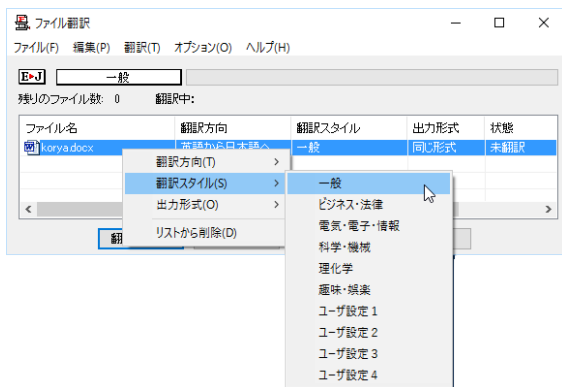 ファイル翻訳
ファイル(F) 編集(P) 翻訳(T) オプション(O) ヘルプ(H)
E▸J 一般
残りのファイル数: 0 翻訳中:
ファイル名 翻訳方向 翻訳スタイル 出力形式 状態
korya.docx 英語から日本語へ 一般 同じ形式 未翻訳
翻訳方向(T) >
翻訳スタイル(S) >
出力形式(O) >
リストから削除(D)
翻
一般
ビジネス・法律
電気・電子・情報
科学・機械
理化学
趣味・娯楽
ユーザ設定 1
ユーザ設定 2
ユーザ設定 3
ユーザ設定 4